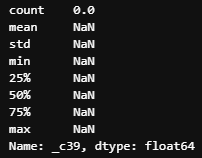 count    0.0
mean     NaN
std      NaN
min      NaN
25%      NaN
50%      NaN
75%      NaN
max      NaN
Name: _c39, dtype: float64